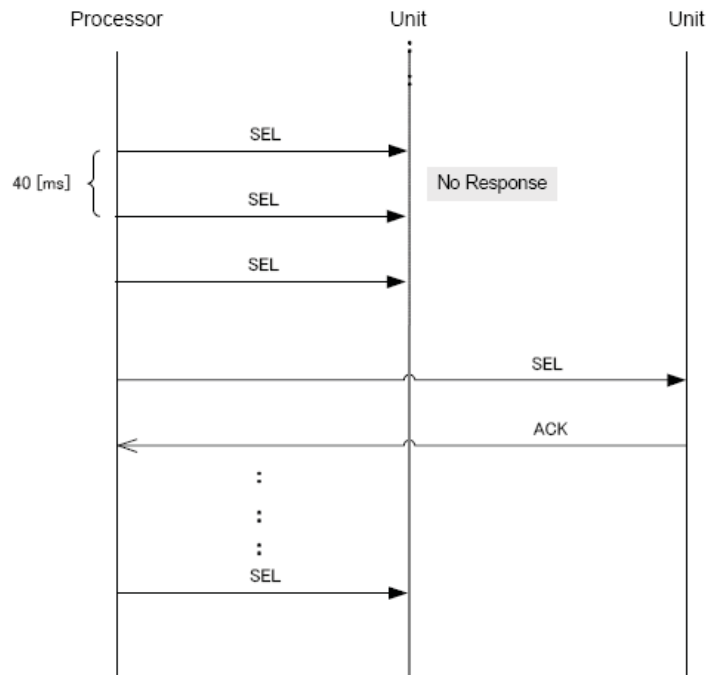 Processor Unit Unit
SEL
40 [ms]
No Response
SEL
SEL
SEL
ACK
SEL